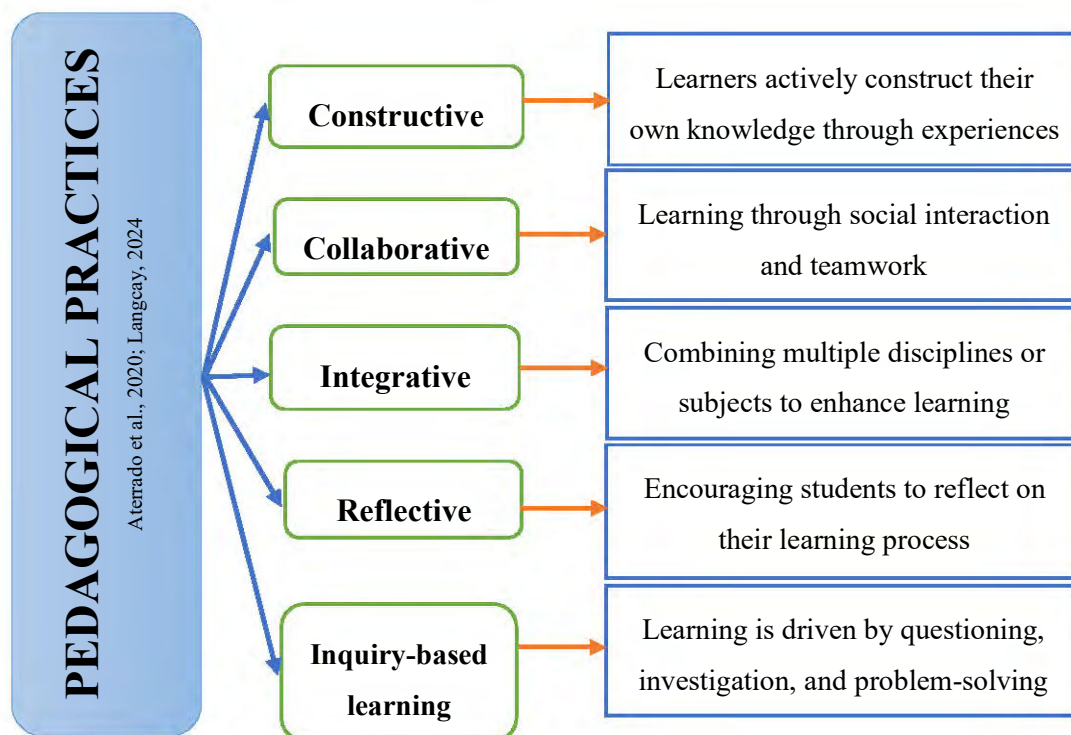 PEDAGOGICAL PRACTICES
Aterrado et al., 2020; Langcay, 2024
Constructive
Learners actively construct their
own knowledge through experiences
Collaborative
Learning through social interaction
and teamwork
Integrative
Combining multiple disciplines or
subjects to enhance learning
Reflective
Encouraging students to reflect on
their learning process
Inquiry-based
learning
Learning is driven by questioning,
investigation, and problem-solving